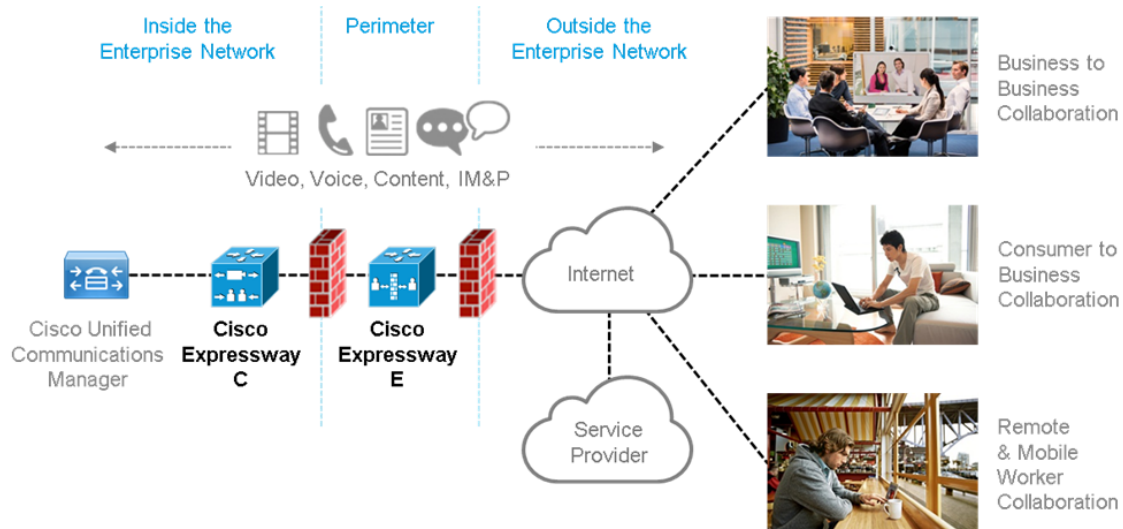 Inside the
Enterprise Network
Perimeter
Outside the
Enterprise Network
Video, Voice, Content, IM&P
Business to
Business
Collaboration
Internet
Consumer to
Business
Collaboration
Cisco Unified
Communications
Manager
Cisco
Expressway
C
Cisco
Expressway
E
Service
Provider
Remote
& Mobile
Worker
Collaboration